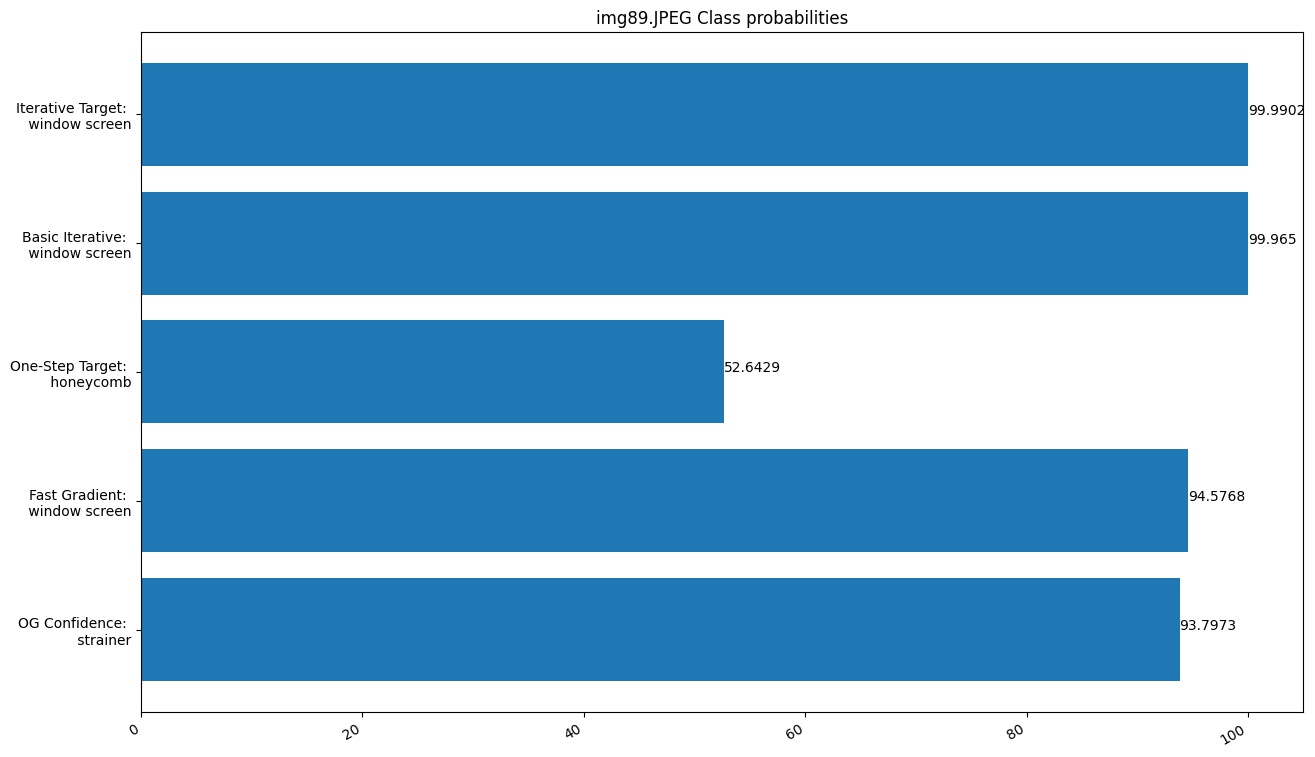 img89.JPEG Class probabilities
Iterative Target:
window screen
99.9902
Basic Iterative:
window screen
99.965
One-Step Target:
honeycomb
52.6429
Fast Gradient:
window screen
94.5768
OG Confidence:
strainer
93.7973
0 20 40 60 80 100